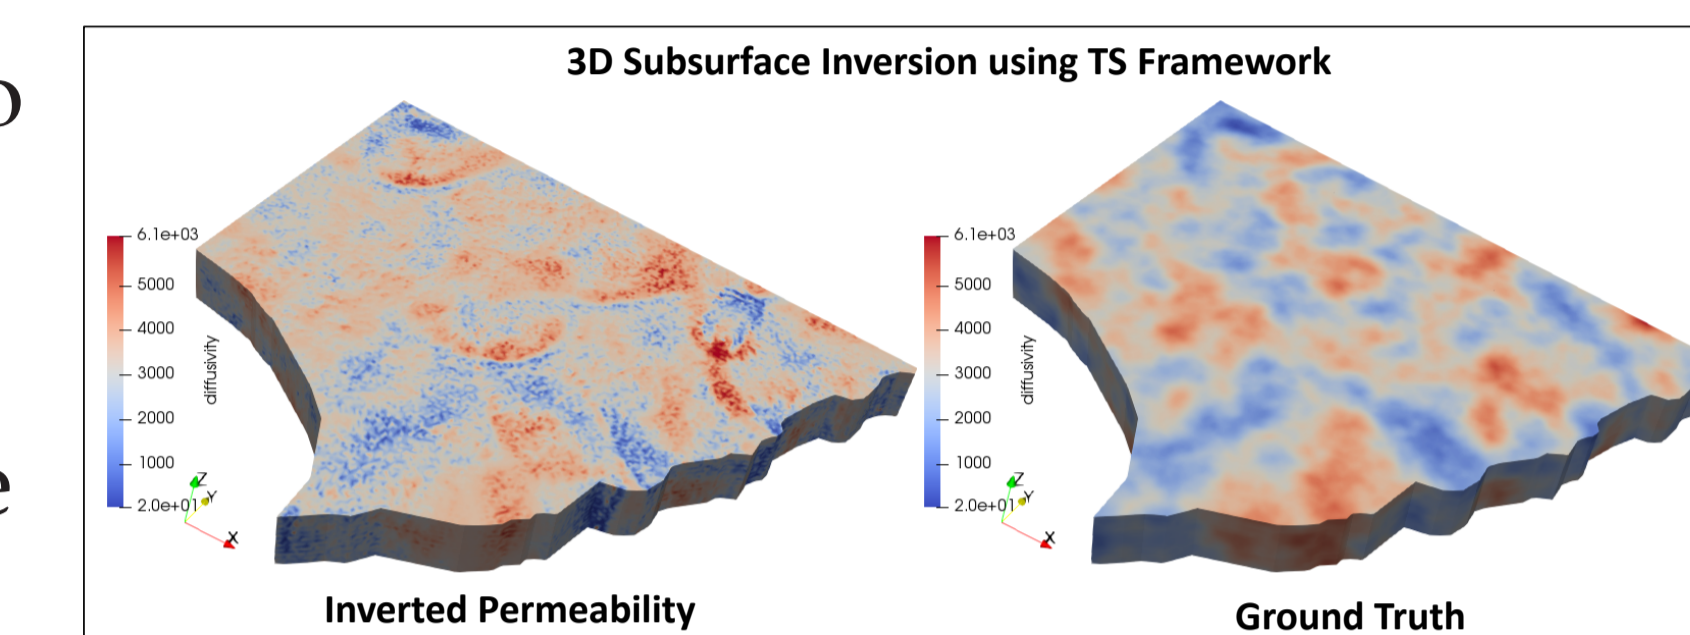 3D Subsurface Inversion using TS Framework
6.1e+03
5000
4000
3000
2000
1000
2.0e+01
diffusivity
Z
Y
X
6.1e+03
5000
4000
3000
2000
1000
2.0e+01
diffusivity
Z
Y
X
Inverted Permeability
Ground Truth